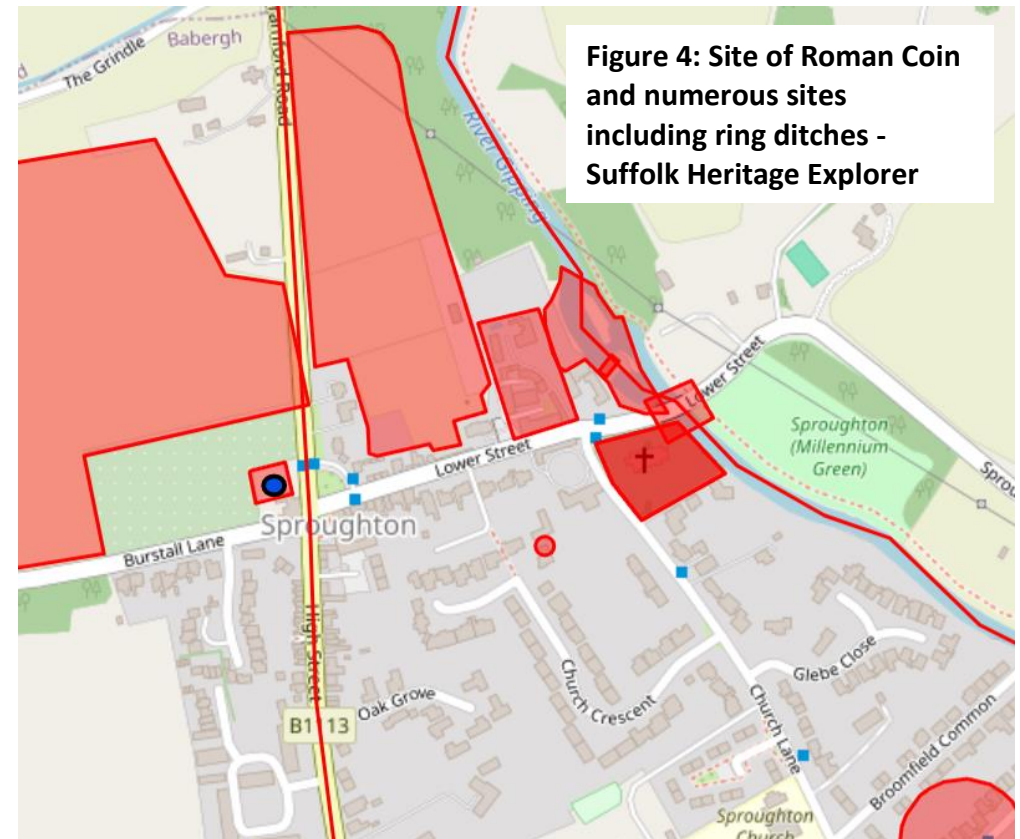 Figure 4: Site of Roman Coin
and numerous sites
including ring ditches -
Suffolk Heritage Explorer
Babergh
The Grindle
Road
River Gipping
Lower Street
Sproughton
(Millennium
Green)
Lower Street
Sproughton
Burstall Lane
High Street
B1113
Oak Grove
Church Crescent
Glebe Close
Church Lane
Broomfield Common
Sproughton